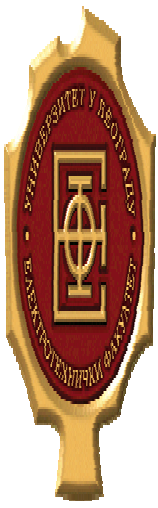 УНИВЕРЗИТЕТ У БЕОГРАДУ
ЕЛЕКТРОТЕХНИЧКИ ФАКУЛТЕТ